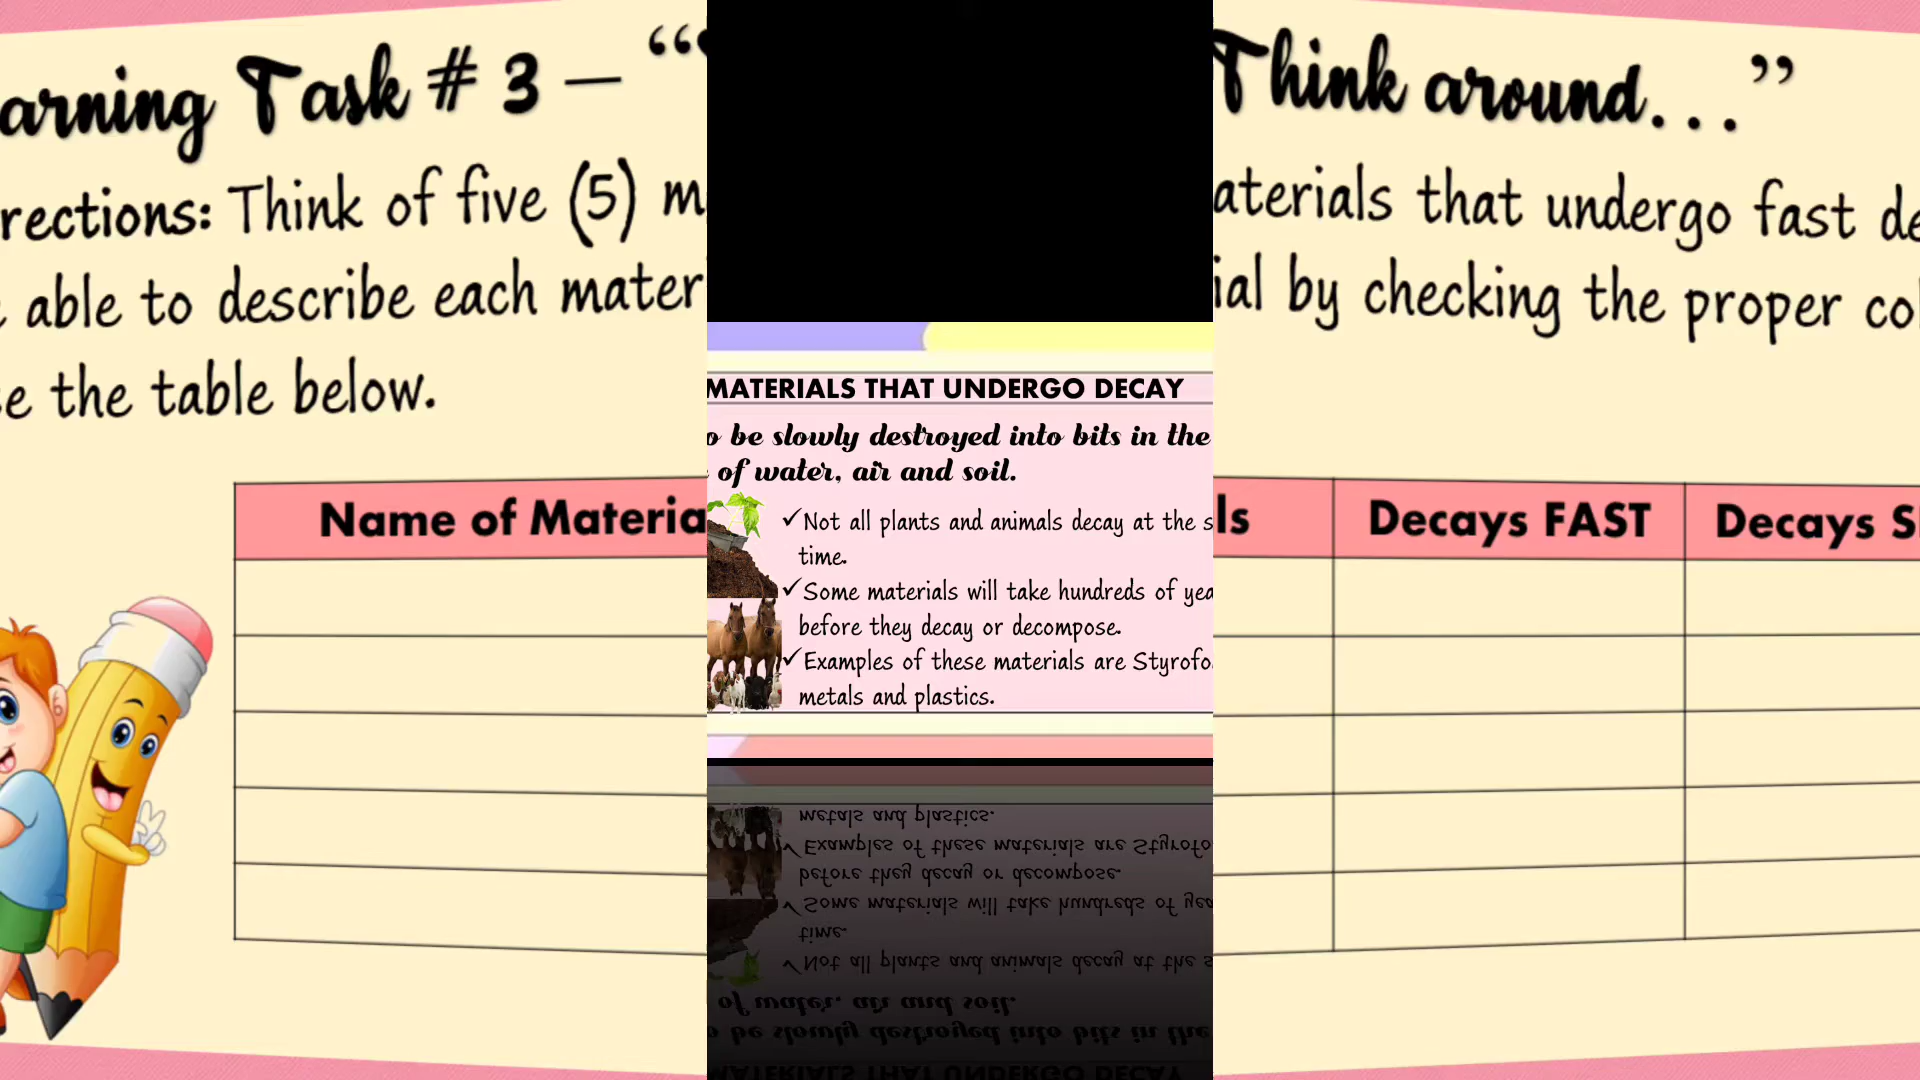 arning Task # 3 – “
Think around...”
rections: Think of five (5) m
aterials that undergo fast de
able to describe each mater
ial by checking the proper col
e the table below.
Name of Materia
ls
Decays FAST
Decays S
MATERIALS THAT UNDERGO DECAY
o be slowly destroyed into bits in the
of water, air and soil.
✓Not all plants and animals decay at the s
time.
✓Some materials will take hundreds of yea
before they decay or decompose.
✓Examples of these materials are Styrofo
metals and plastics.